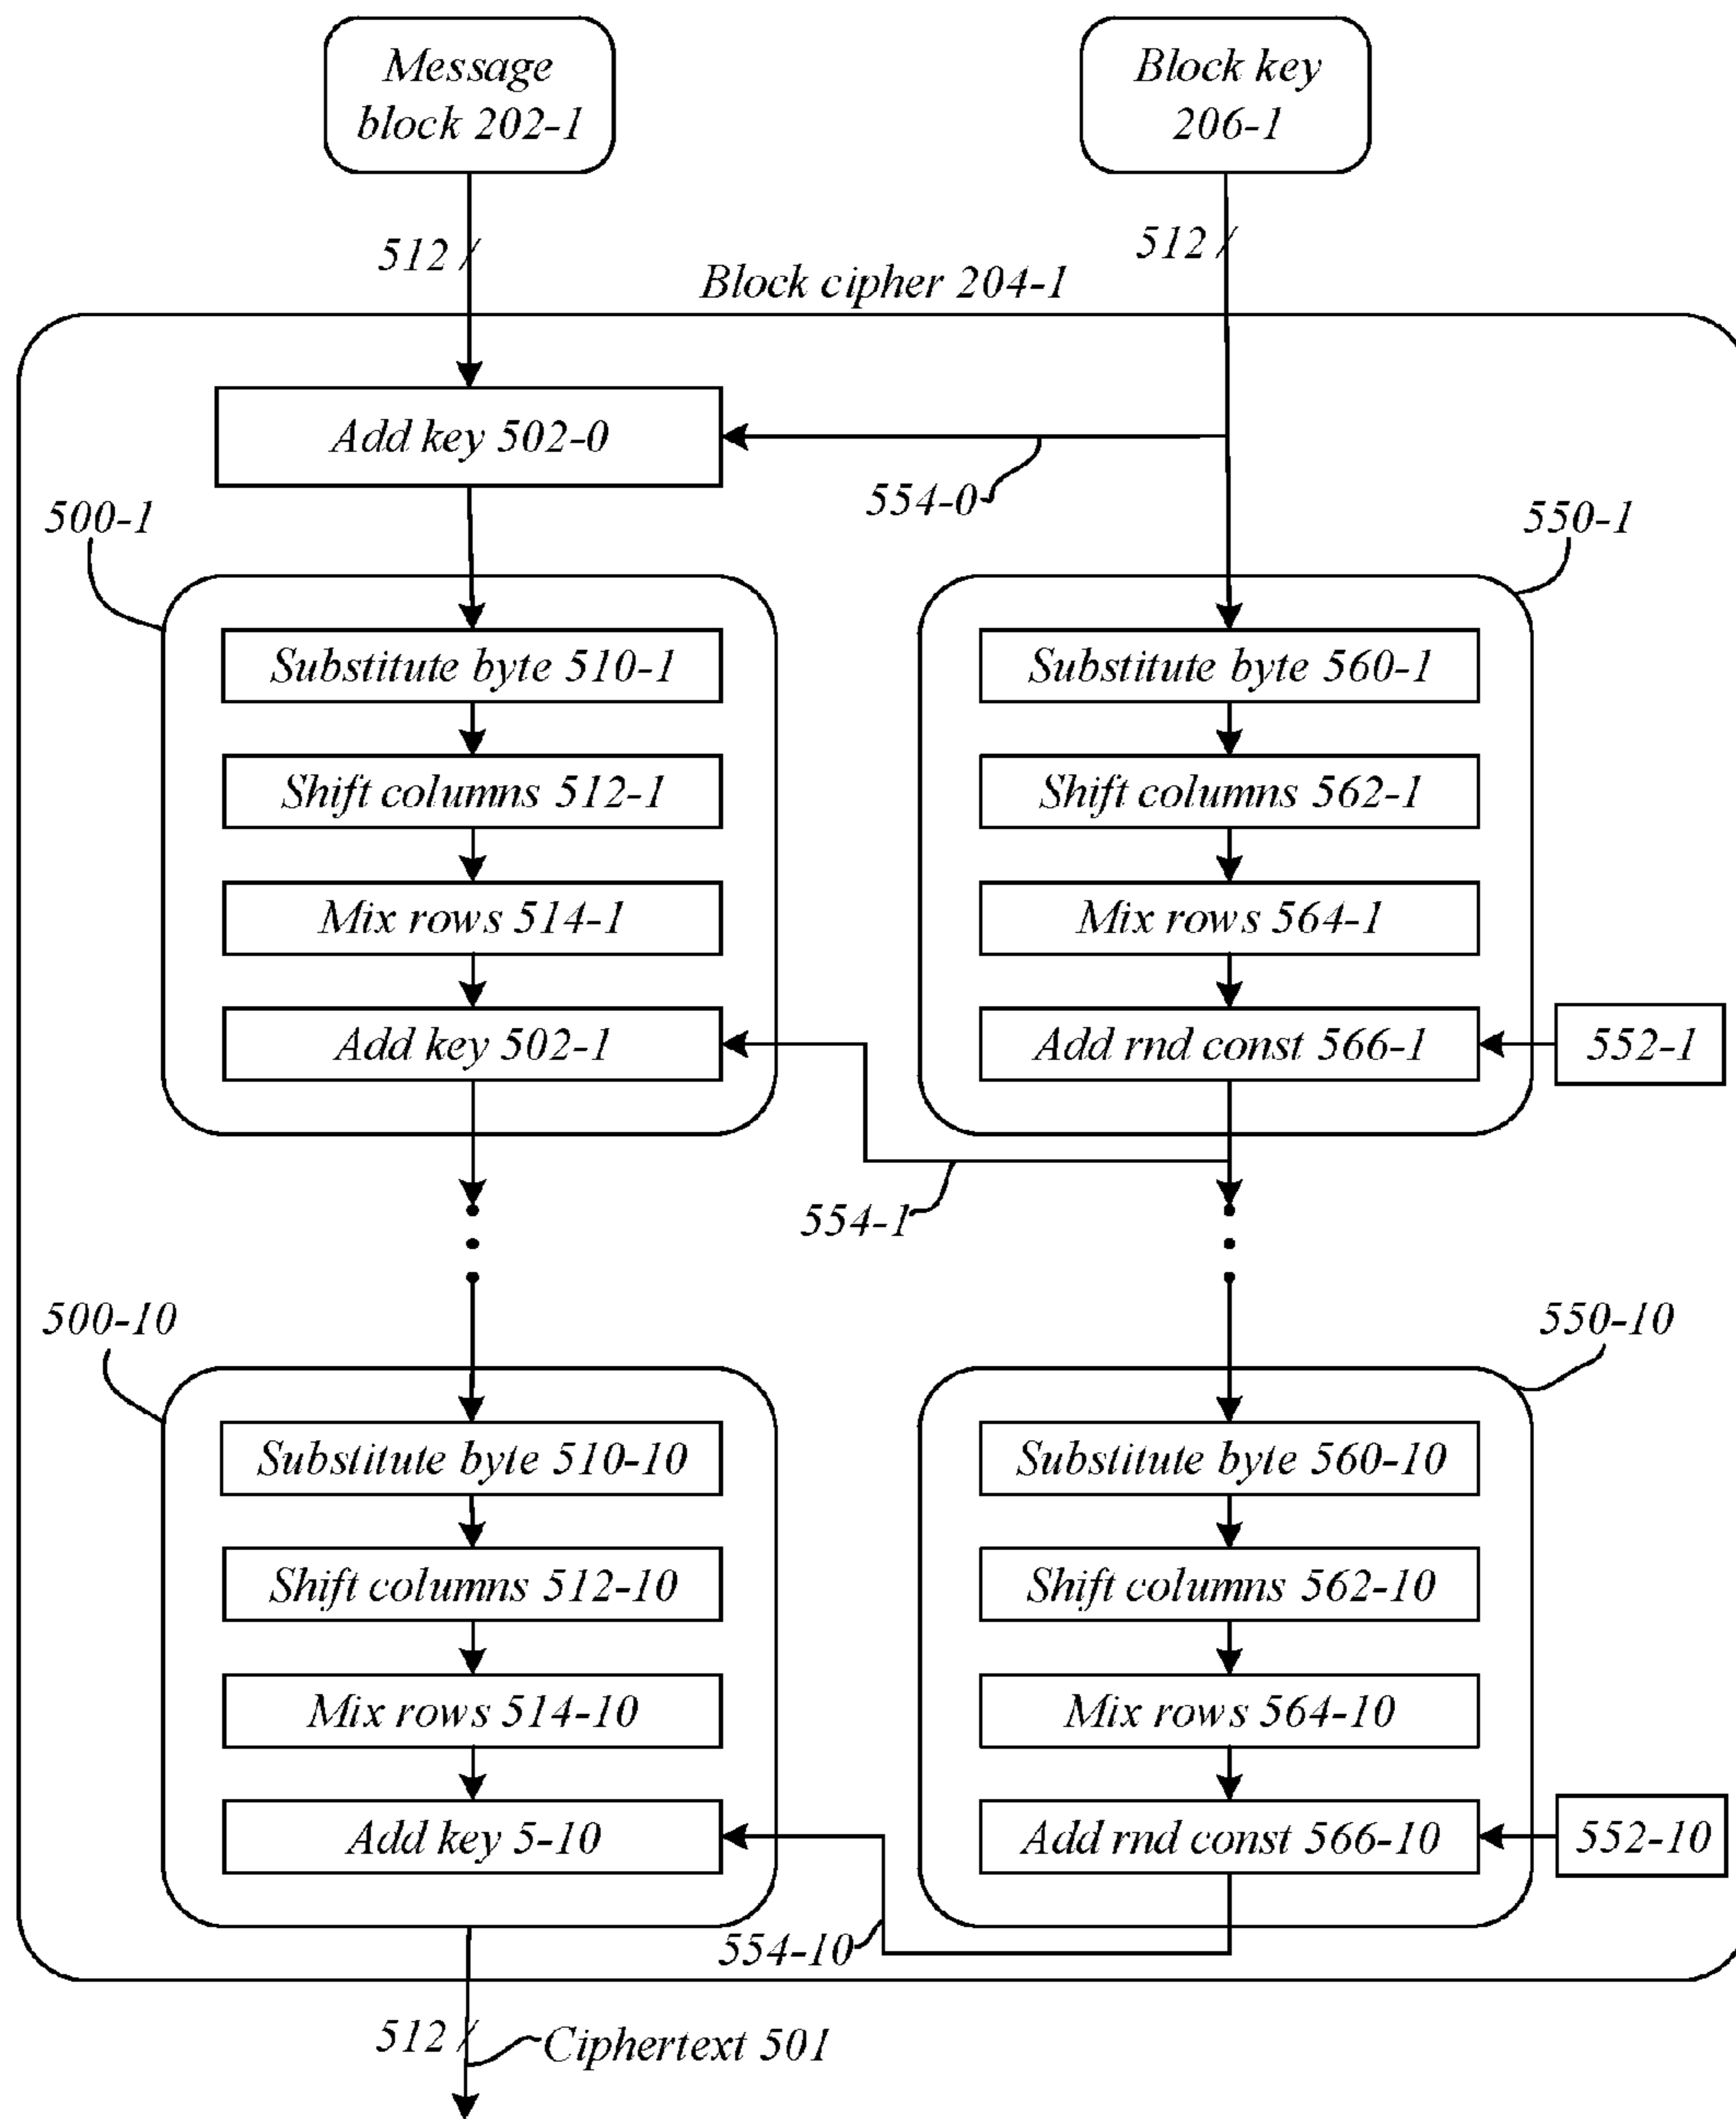 Message
block 202-1
Block key
206-1
512
512
Block cipher 204-1
Add key 502-0
554-0
500-1
550-1
Substitute byte 510-1
Substitute byte 560-1
Shift columns 512-1
Shift columns 562-1
Mix rows 514-1
Mix rows 564-1
Add key 502-1
Add rnd const 566-1
552-1
554-1
500-10
550-10
Substitute byte 510-10
Substitute byte 560-10
Shift columns 512-10
Shift columns 562-10
Mix rows 514-10
Mix rows 564-10
Add key 5-10
Add rnd const 566-10
552-10
554-10
512
Ciphertext 501